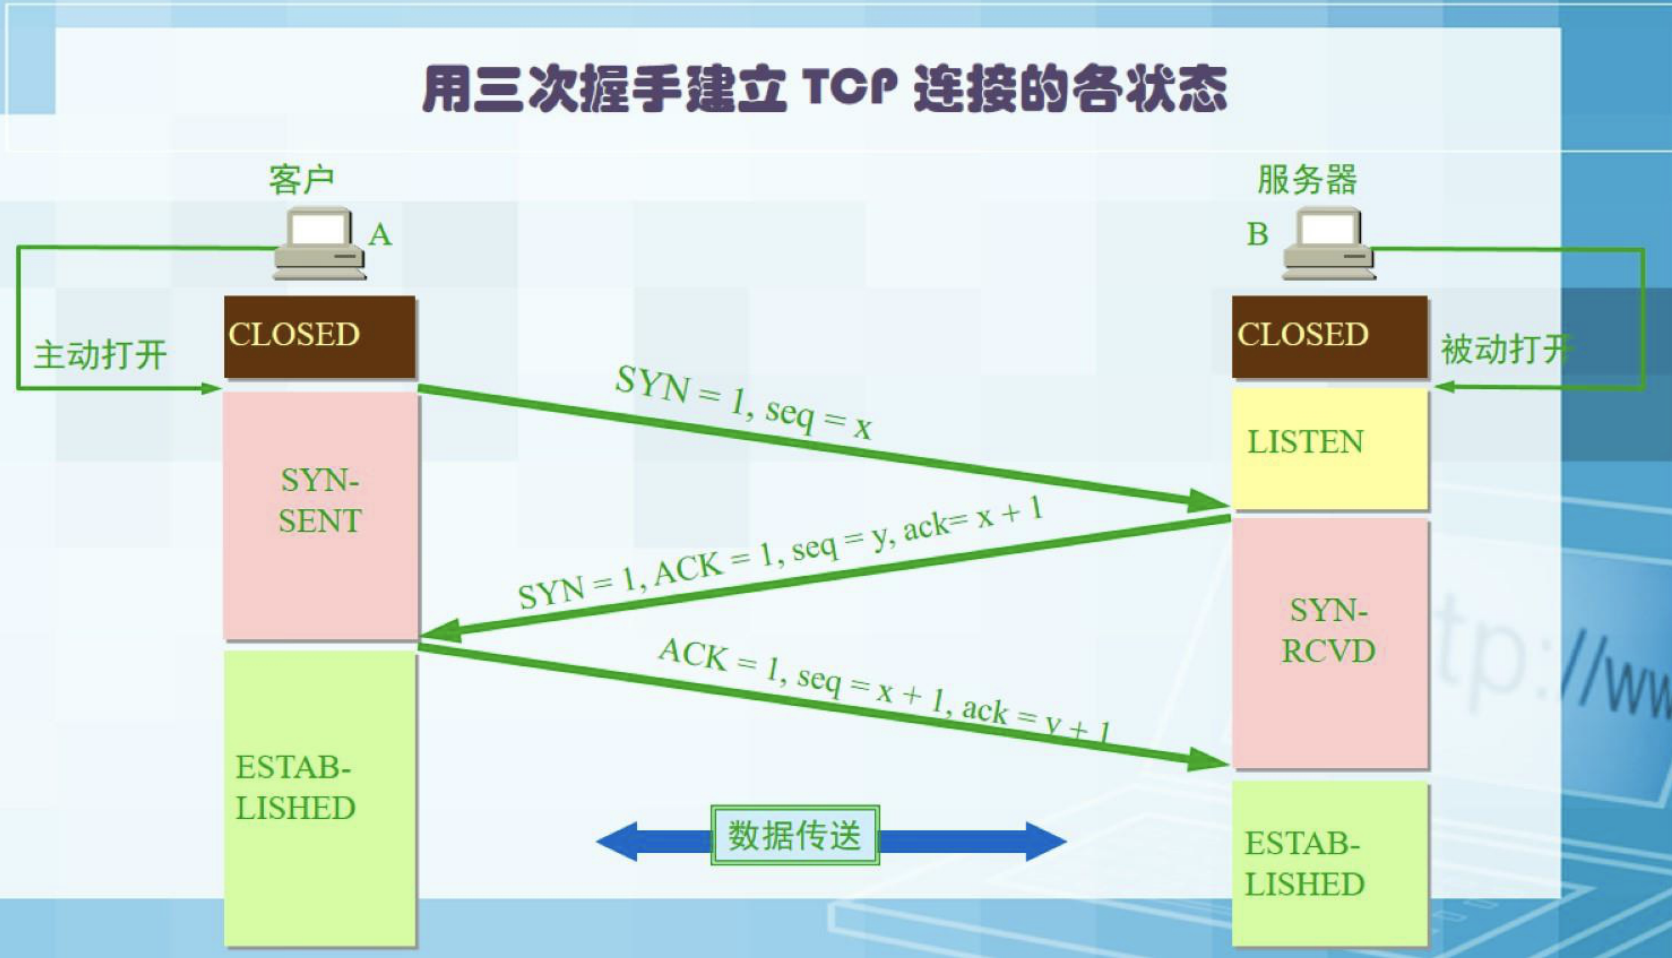 用三次握手建立 TCP 连接的各状态
客户
服务器
A
B
CLOSED
CLOSED
主动打开
被动打开
SYN = 1, seq = x
LISTEN
SYN-
SENT
SYN = 1, ACK = 1, seq = y, ack= x + 1
SYN-
RCVD
ACK = 1, seq = x + 1, ack = y + 1
ESTAB-
LISHED
数据传送
ESTAB-
LISHED
tp://ww